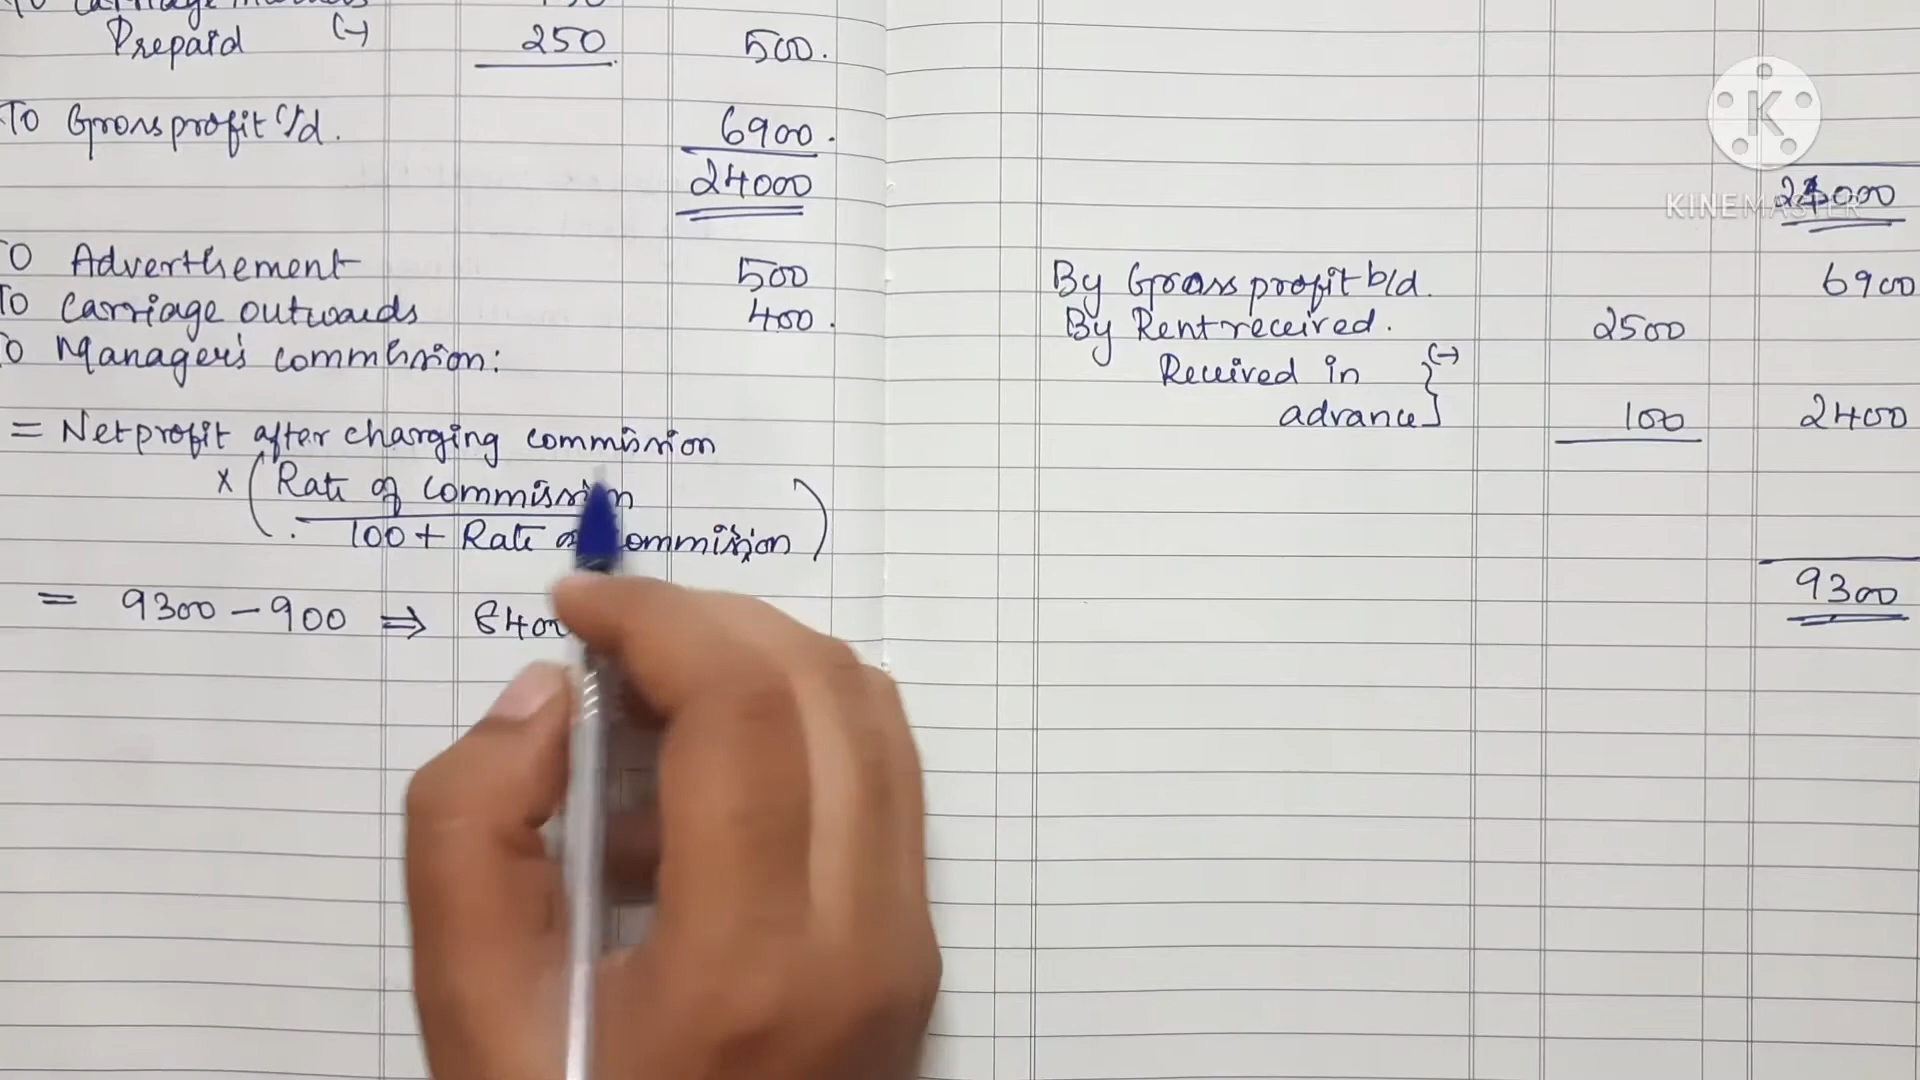 Prepaid (-) 250 500.
To Gross profit c/d. 6900.
24000
To Advertisement 500
To Carriage outwards 400.
To Manager's commission:
= Net profit after charging commission
× ( Rate of commission
100 + Rate of commission )
= 9300 - 900 ⇒ 8400
K
KINEMASTER
24000
By Gross profit b/d. 6900
By Rent received. 2500
Received in } (-)
advance 100 2400
9300